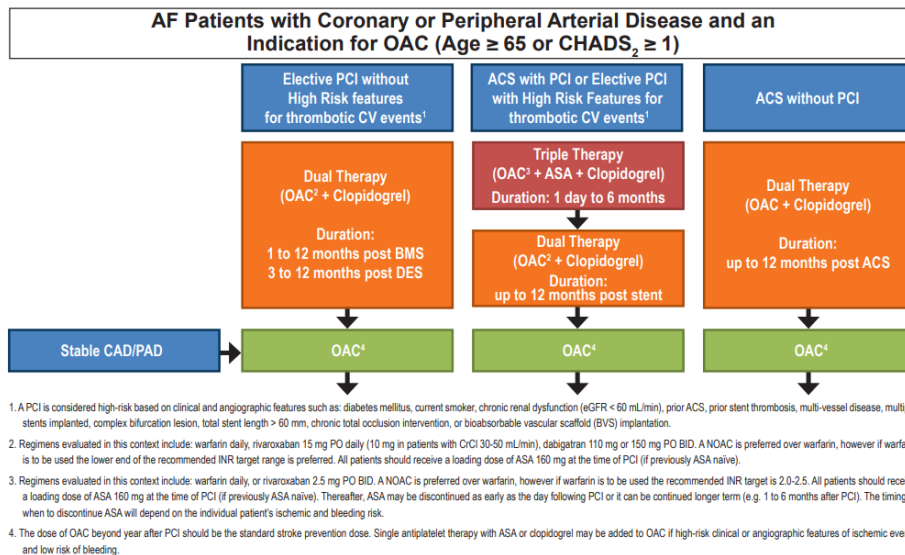 AF Patients with Coronary or Peripheral Arterial Disease and an
Indication for OAC (Age ≥ 65 or CHADS₂ ≥ 1)
Elective PCI without
High Risk features
for thrombotic CV events¹
ACS with PCI or Elective PCI
with High Risk Features for
thrombotic CV events¹
ACS without PCI
Dual Therapy
(OAC² + Clopidogrel)
Duration:
1 to 12 months post BMS
3 to 12 months post DES
Triple Therapy
(OAC³ + ASA + Clopidogrel)
Duration: 1 day to 6 months
Dual Therapy
(OAC² + Clopidogrel)
Duration:
up to 12 months post stent
Dual Therapy
(OAC + Clopidogrel)
Duration:
up to 12 months post ACS
Stable CAD/PAD
OAC⁴
OAC⁴
OAC⁴
1. A PCI is considered high-risk based on clinical and angiographic features such as: diabetes mellitus, current smoker, chronic renal dysfunction (eGFR < 60 mL/min), prior ACS, prior stent thrombosis, multi-vessel disease, multi
stents implanted, complex bifurcation lesion, total stent length > 60 mm, chronic total occlusion intervention, or bioabsorbable vascular scaffold (BVS) implantation.
2. Regimens evaluated in this context include: warfarin daily, rivaroxaban 15 mg PO daily (10 mg in patients with CrCl 30-50 mL/min), dabigatran 110 mg or 150 mg PO BID. A NOAC is preferred over warfarin, however if warfa
is to be used the lower end of the recommended INR target range is preferred. All patients should receive a loading dose of ASA 160 mg at the time of PCI (if previously ASA naïve).
3. Regimens evaluated in this context include: warfarin daily, or rivaroxaban 2.5 mg PO BID. A NOAC is preferred over warfarin, however if warfarin is to be used the recommended INR target is 2.0-2.5. All patients should rece
a loading dose of ASA 160 mg at the time of PCI (if previously ASA naïve). Thereafter, ASA may be discontinued as early as the day following PCI or it can be continued longer term (e.g. 1 to 6 months after PCI). The timing
when to discontinue ASA will depend on the individual patient's ischemic and bleeding risk.
4. The dose of OAC beyond year after PCI should be the standard stroke prevention dose. Single antiplatelet therapy with ASA or clopidogrel may be added to OAC if high-risk clinical or angiographic features of ischemic even
and low risk of bleeding.